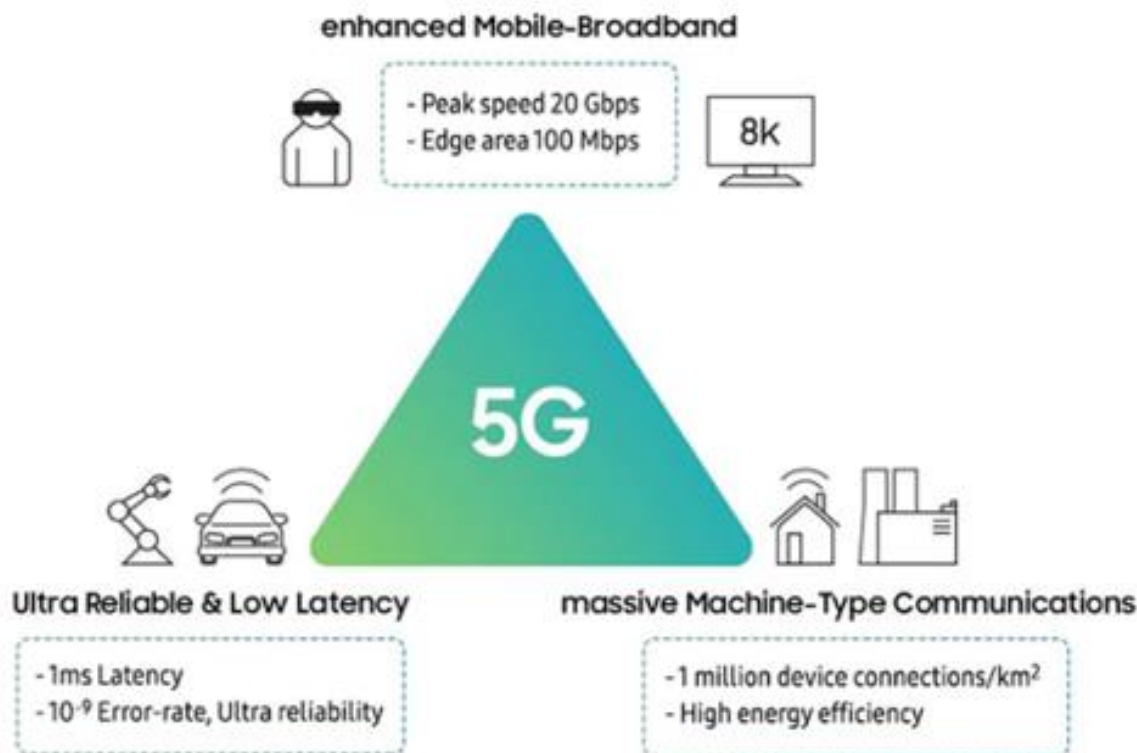 enhanced Mobile-Broadband
- Peak speed 20 Gbps
- Edge area 100 Mbps
8k
5G
Ultra Reliable & Low Latency
- 1ms Latency
- 10⁻⁹ Error-rate, Ultra reliability
massive Machine-Type Communications
- 1 million device connections/km²
- High energy efficiency